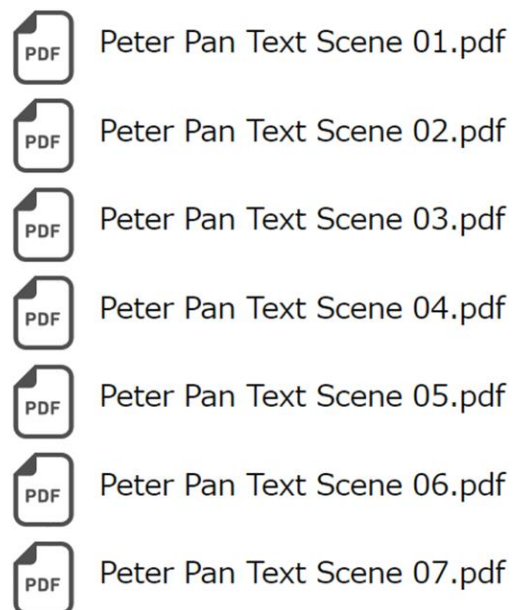 PDF Peter Pan Text Scene 01.pdf
PDF Peter Pan Text Scene 02.pdf
PDF Peter Pan Text Scene 03.pdf
PDF Peter Pan Text Scene 04.pdf
PDF Peter Pan Text Scene 05.pdf
PDF Peter Pan Text Scene 06.pdf
PDF Peter Pan Text Scene 07.pdf